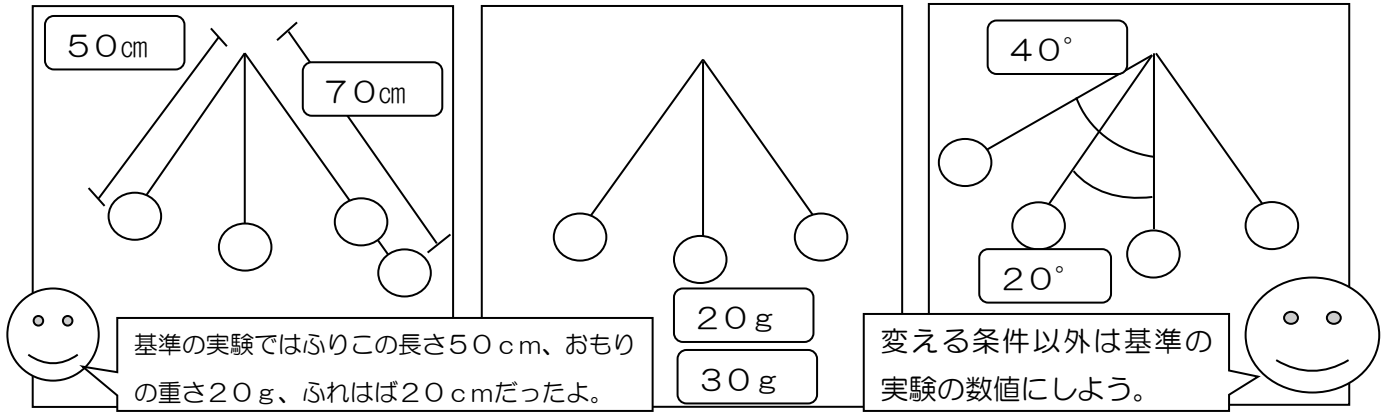 50㎝
70㎝
基準の実験ではふりこの長さ50ｃｍ、おもり
の重さ20ｇ、ふれはば20ｃｍだったよ。
20ｇ
30ｇ
40°
20°
変える条件以外は基準の
実験の数値にしよう。